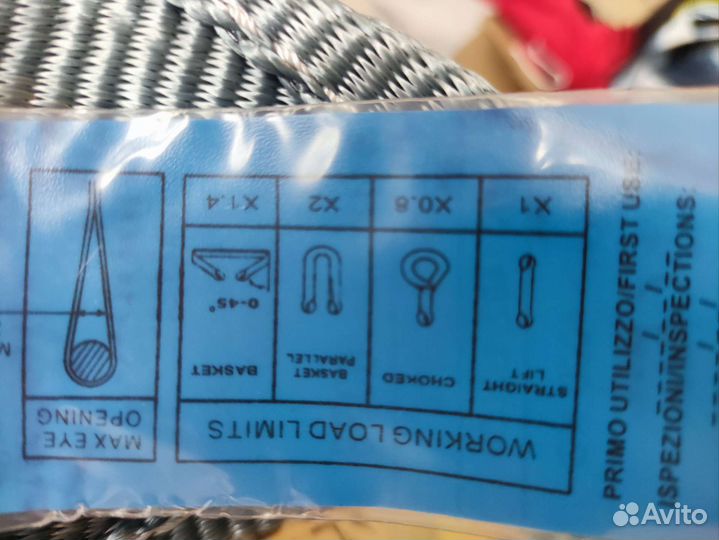 WORKING LOAD LIMITS
STRAIGHT LIFT
CHOKED
BASKET PARALLEL
BASKET
0-45°
X1
X0.8
X2
X1.4
MAX EYE
OPENING
M
PRIMO UTILIZZO/FIRST USE:
ISPEZIONI/INSPECTIONS:
Avito